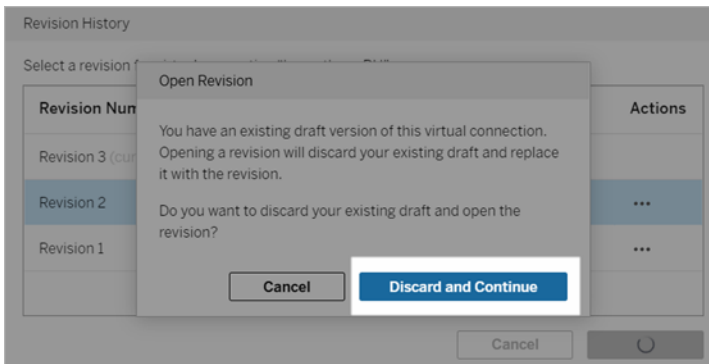 Revision History
Select a revision
Open Revision
Revision Num
Actions
You have an existing draft version of this virtual connection.
Opening a revision will discard your existing draft and replace
it with the revision.
Revision 3 (cur
Revision 2
•••
Do you want to discard your existing draft and open the
revision?
Revision 1
•••
Cancel
Discard and Continue
Cancel